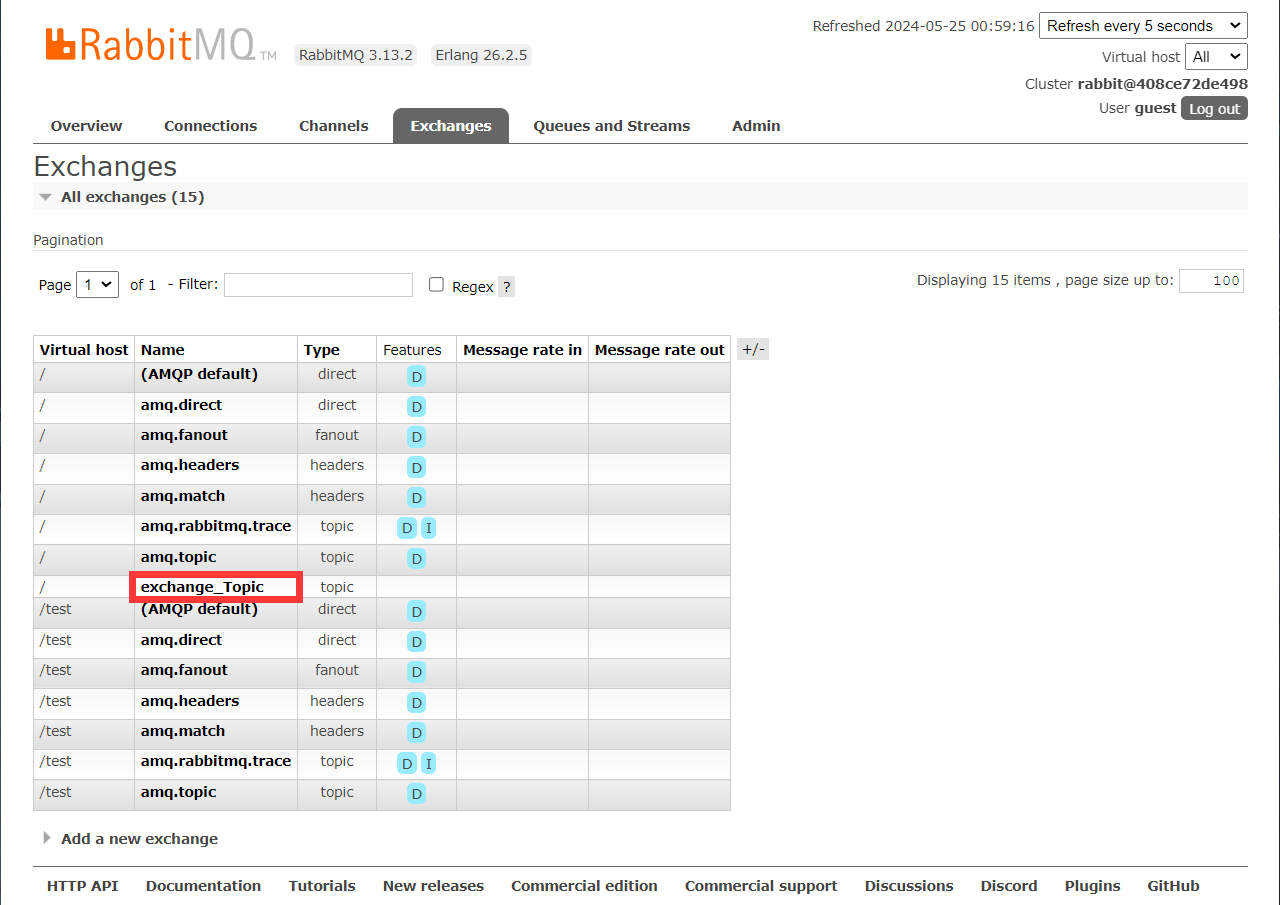 Refreshed 2024-05-25 00:59:16 Refresh every 5 seconds
RabbitMQ TM RabbitMQ 3.13.2 Erlang 26.2.5
Virtual host All
Cluster rabbit@408ce72de498
User guest Log out
Overview Connections Channels Exchanges Queues and Streams Admin
Exchanges
All exchanges (15)
Pagination
Page 1 of 1 - Filter: Regex ? Displaying 15 items , page size up to: 100
Virtual host Name Type Features Message rate in Message rate out +/-
/ (AMQP default) direct D
/ amq.direct direct D
/ amq.fanout fanout D
/ amq.headers headers D
/ amq.match headers D
/ amq.rabbitmq.trace topic D I
/ amq.topic topic D
/ exchange_Topic topic
/test (AMQP default) direct D
/test amq.direct direct D
/test amq.fanout fanout D
/test amq.headers headers D
/test amq.match headers D
/test amq.rabbitmq.trace topic D I
/test amq.topic topic D
Add a new exchange
HTTP API Documentation Tutorials New releases Commercial edition Commercial support Discussions Discord Plugins GitHub